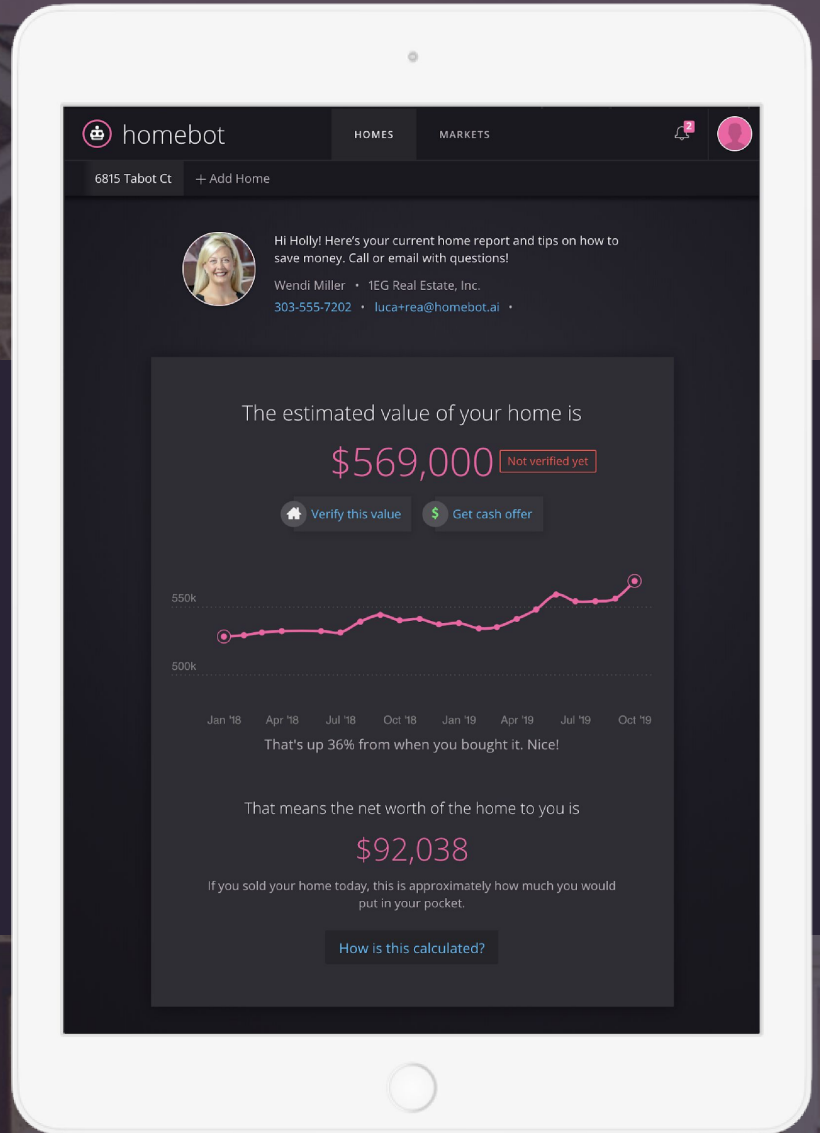 homebot
HOMES
MARKETS
2
6815 Tabot Ct
+ Add Home
Hi Holly! Here's your current home report and tips on how to
save money. Call or email with questions!
Wendi Miller • 1EG Real Estate, Inc.
303-555-7202 • luca+rea@homebot.ai •
The estimated value of your home is
$569,000 Not verified yet
Verify this value
$ Get cash offer
550k
500k
Jan '18 Apr '18 Jul '18 Oct '18 Jan '19 Apr '19 Jul '19 Oct '19
That's up 36% from when you bought it. Nice!
That means the net worth of the home to you is
$92,038
If you sold your home today, this is approximately how much you would
put in your pocket.
How is this calculated?